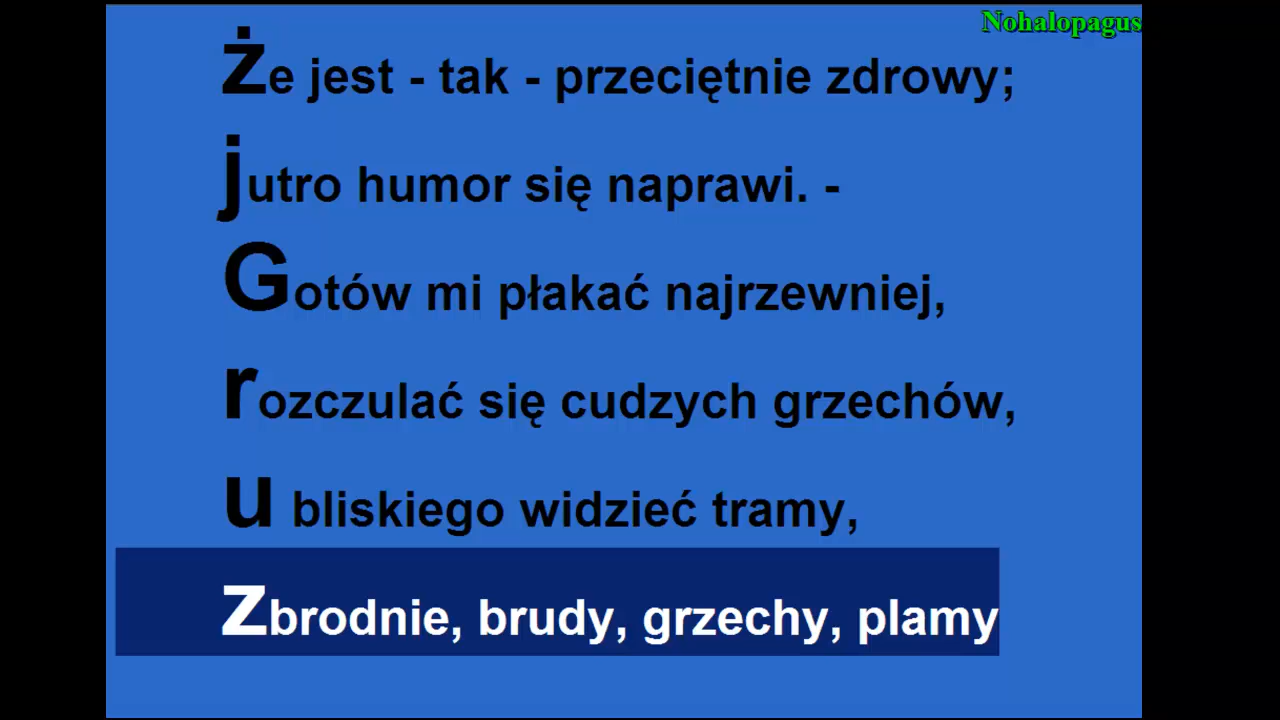 Nohalopagus
Że jest - tak - przeciętnie zdrowy;
jutro humor się naprawi. -
Gotów mi płakać najrzewniej,
rozczulać się cudzych grzechów,
u bliskiego widzieć tramy,
Zbrodnie, brudy, grzechy, plamy